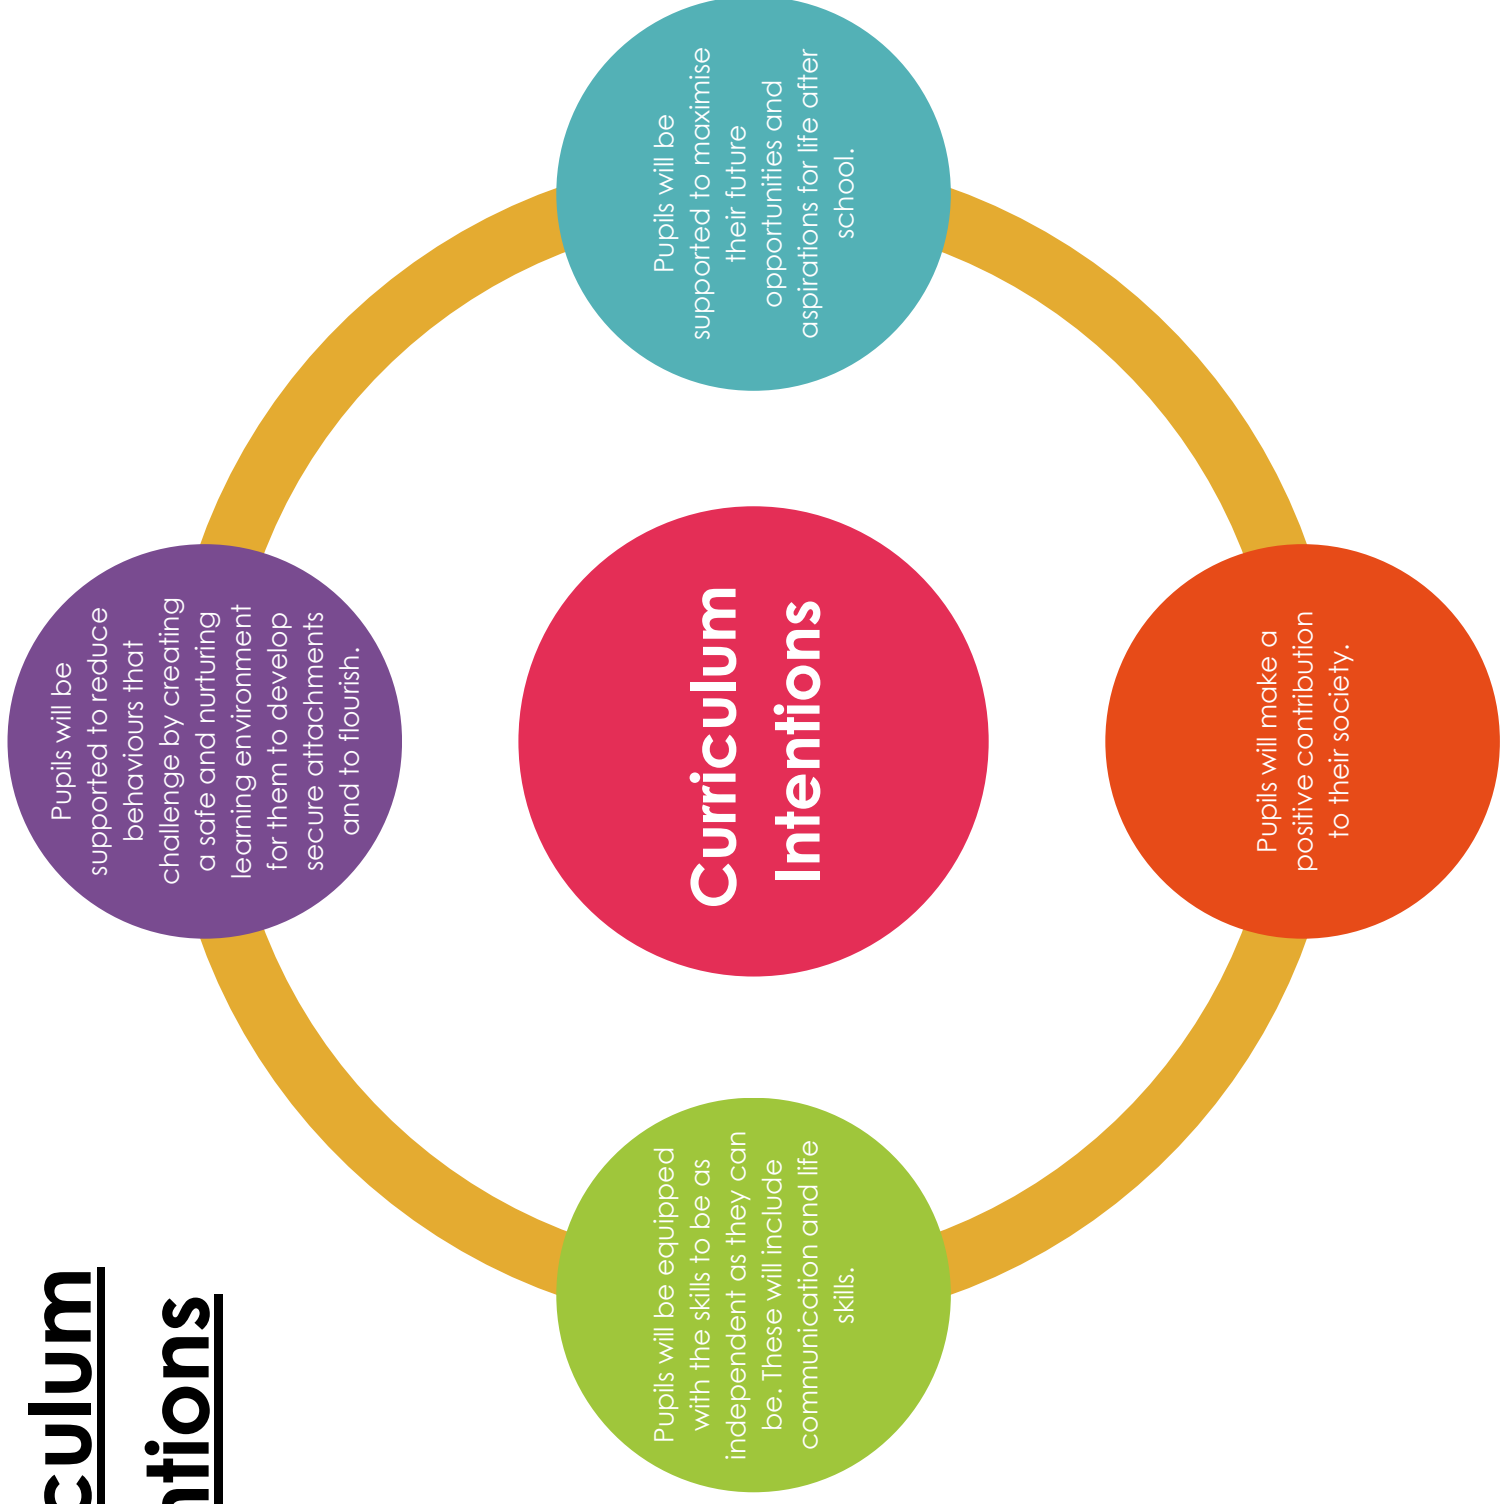 culum
ntions
Pupils will be
supported to reduce
behaviours that
challenge by creating
a safe and nurturing
learning environment
for them to develop
secure attachments
and to flourish.
Pupils will be equipped
with the skills to be as
independent as they can
be. These will include
communication and life
skills.
Curriculum
Intentions
Pupils will be
supported to maximise
their future
opportunities and
aspirations for life after
school.
Pupils will make a
positive contribution
to their society.